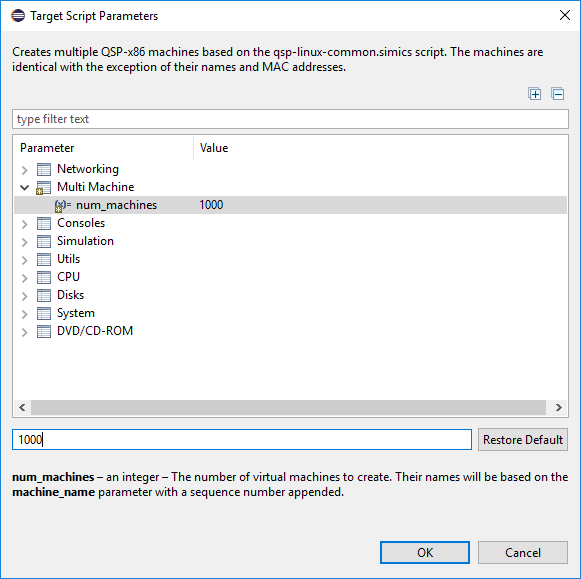 Target Script Parameters
Creates multiple QSP-x86 machines based on the qsp-linux-common.simics script. The machines are
identical with the exception of their names and MAC addresses.
type filter text
Parameter Value
Networking
Multi Machine
(x)= num_machines 1000
Consoles
Simulation
Utils
CPU
Disks
System
DVD/CD-ROM
1000
Restore Default
num_machines – an integer – The number of virtual machines to create. Their names will be based on the
machine_name parameter with a sequence number appended.
OK Cancel